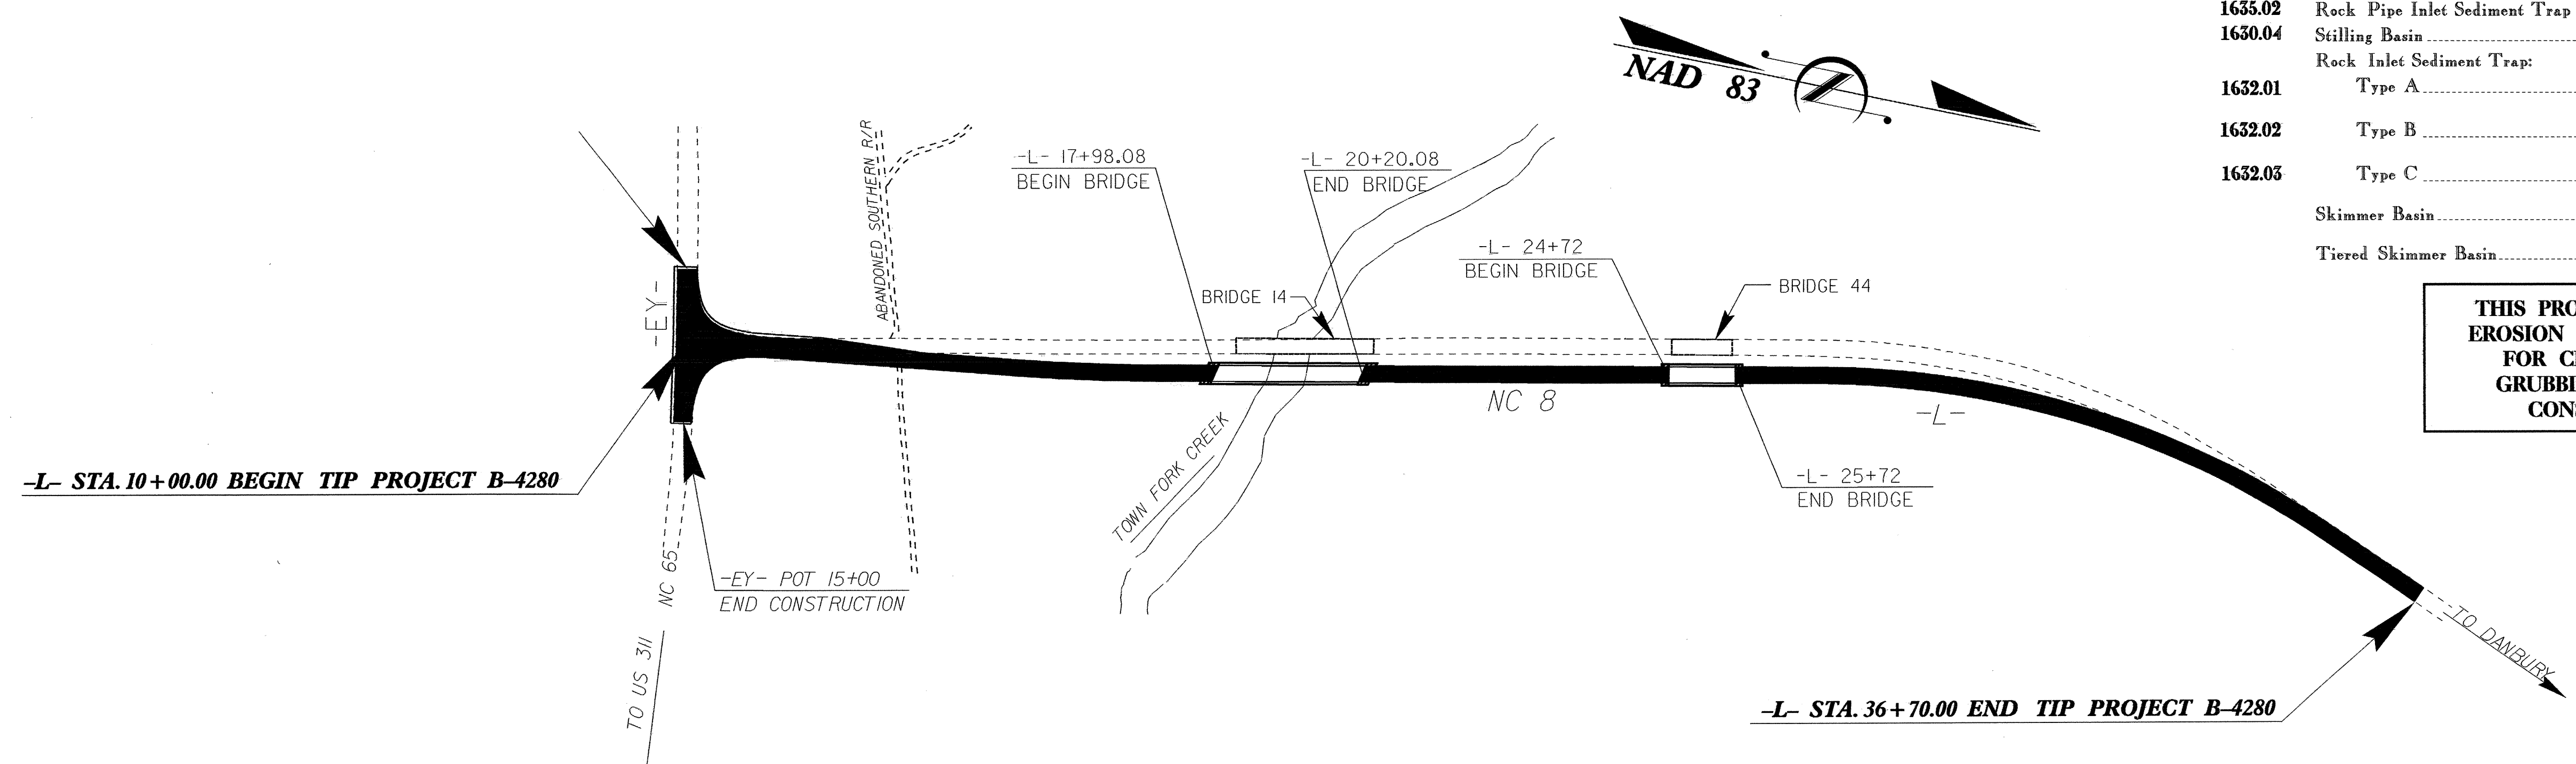 1635.02 Rock Pipe Inlet Sediment Trap
1630.04 Stilling Basin
Rock Inlet Sediment Trap:
1632.01 Type A
1632.02 Type B
1632.03 Type C
Skimmer Basin
Tiered Skimmer Basin
THIS PRO
EROSION
FOR CL
GRUBBI
CONS
NAD 83
ABANDONED SOUTHERN R/R
-L- 17+98.08
BEGIN BRIDGE
-L- 20+20.08
END BRIDGE
-L- 24+72
BEGIN BRIDGE
BRIDGE 14
BRIDGE 44
-EY-
NC 8
-L-
TOWN FORK CREEK
-L- 25+72
END BRIDGE
-L- STA. 10+00.00 BEGIN TIP PROJECT B-4280
-EY- POT 15+00
END CONSTRUCTION
NC 65
TO US 311
TO DANBURY
-L- STA. 36+70.00 END TIP PROJECT B-4280